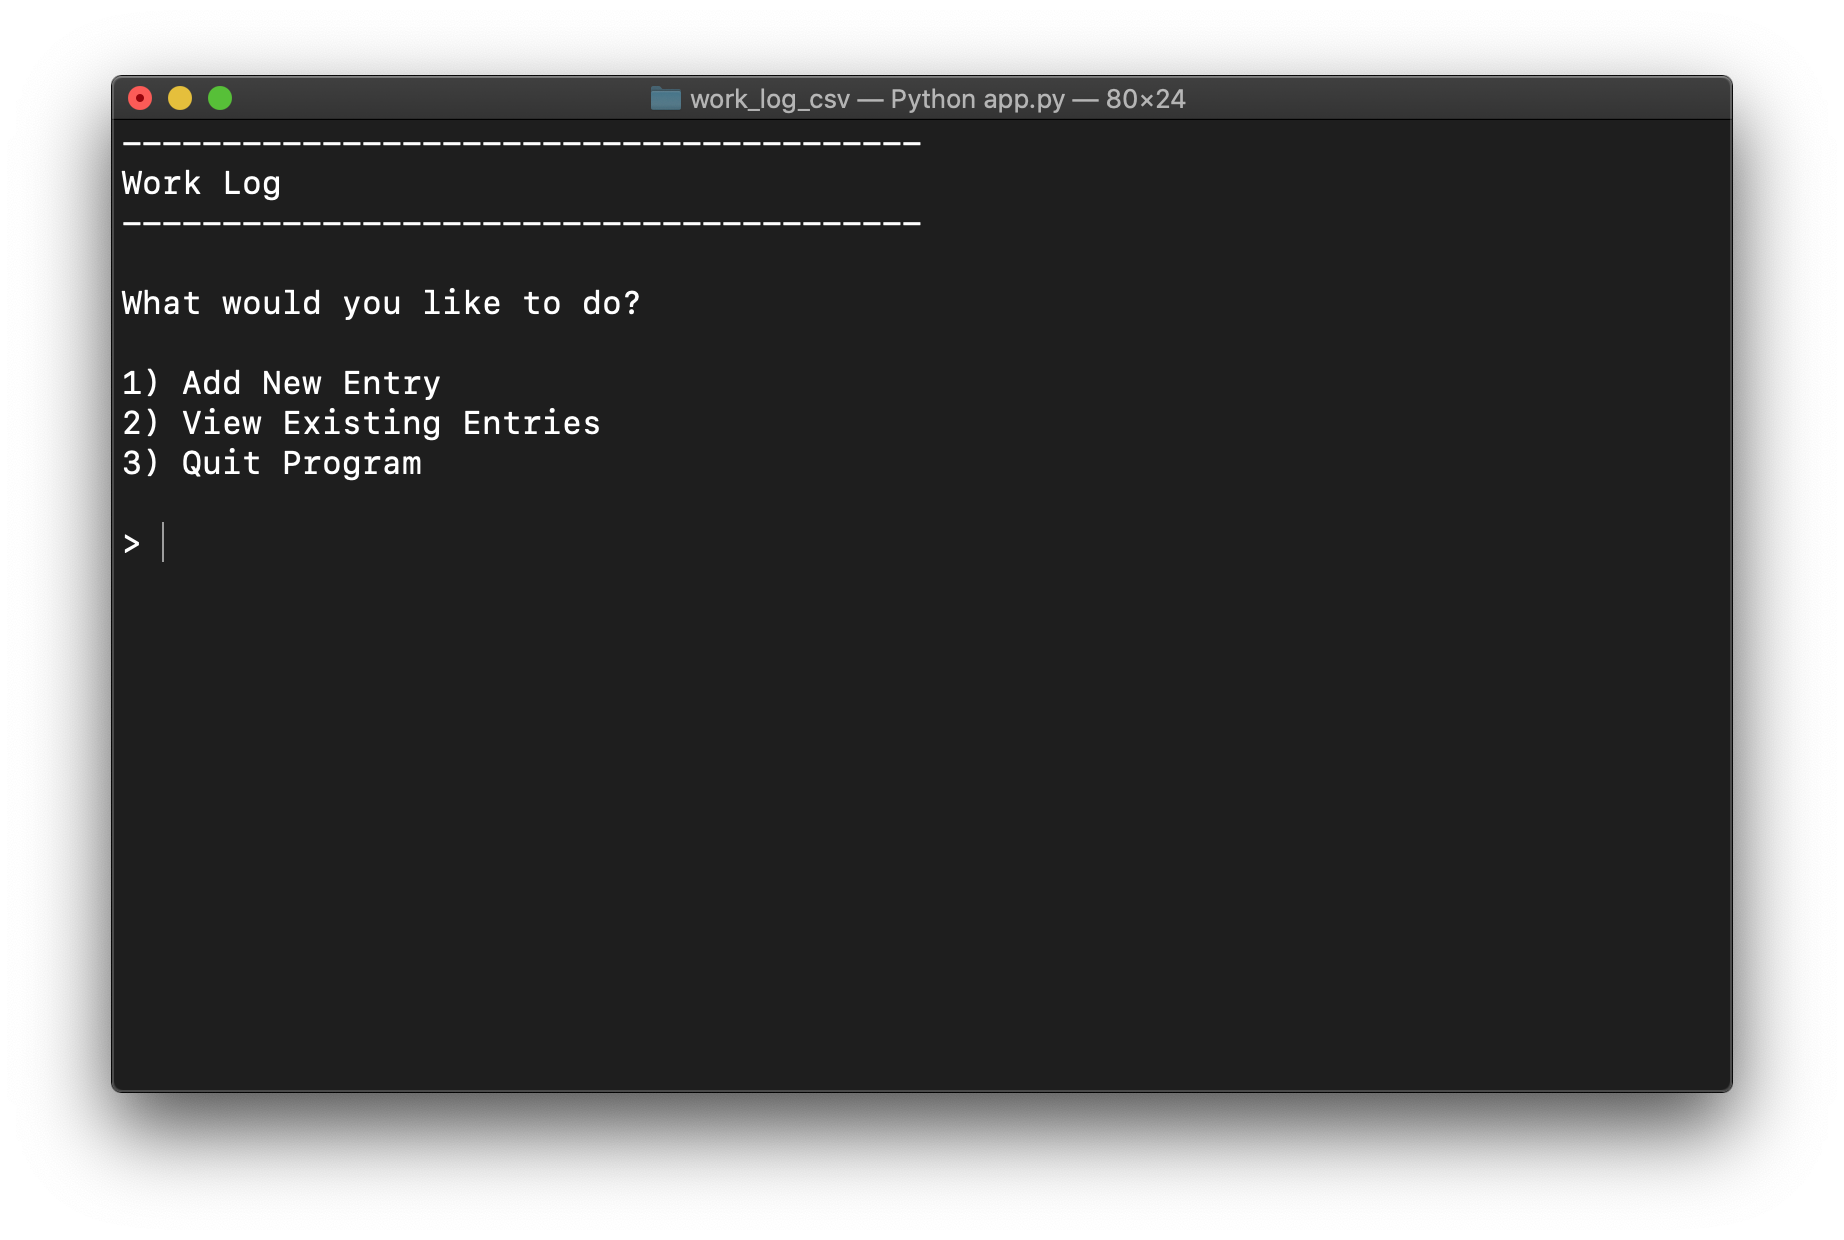 work_log_csv — Python app.py — 80×24
----------------------------------------
Work Log
----------------------------------------
What would you like to do?
1) Add New Entry
2) View Existing Entries
3) Quit Program
>